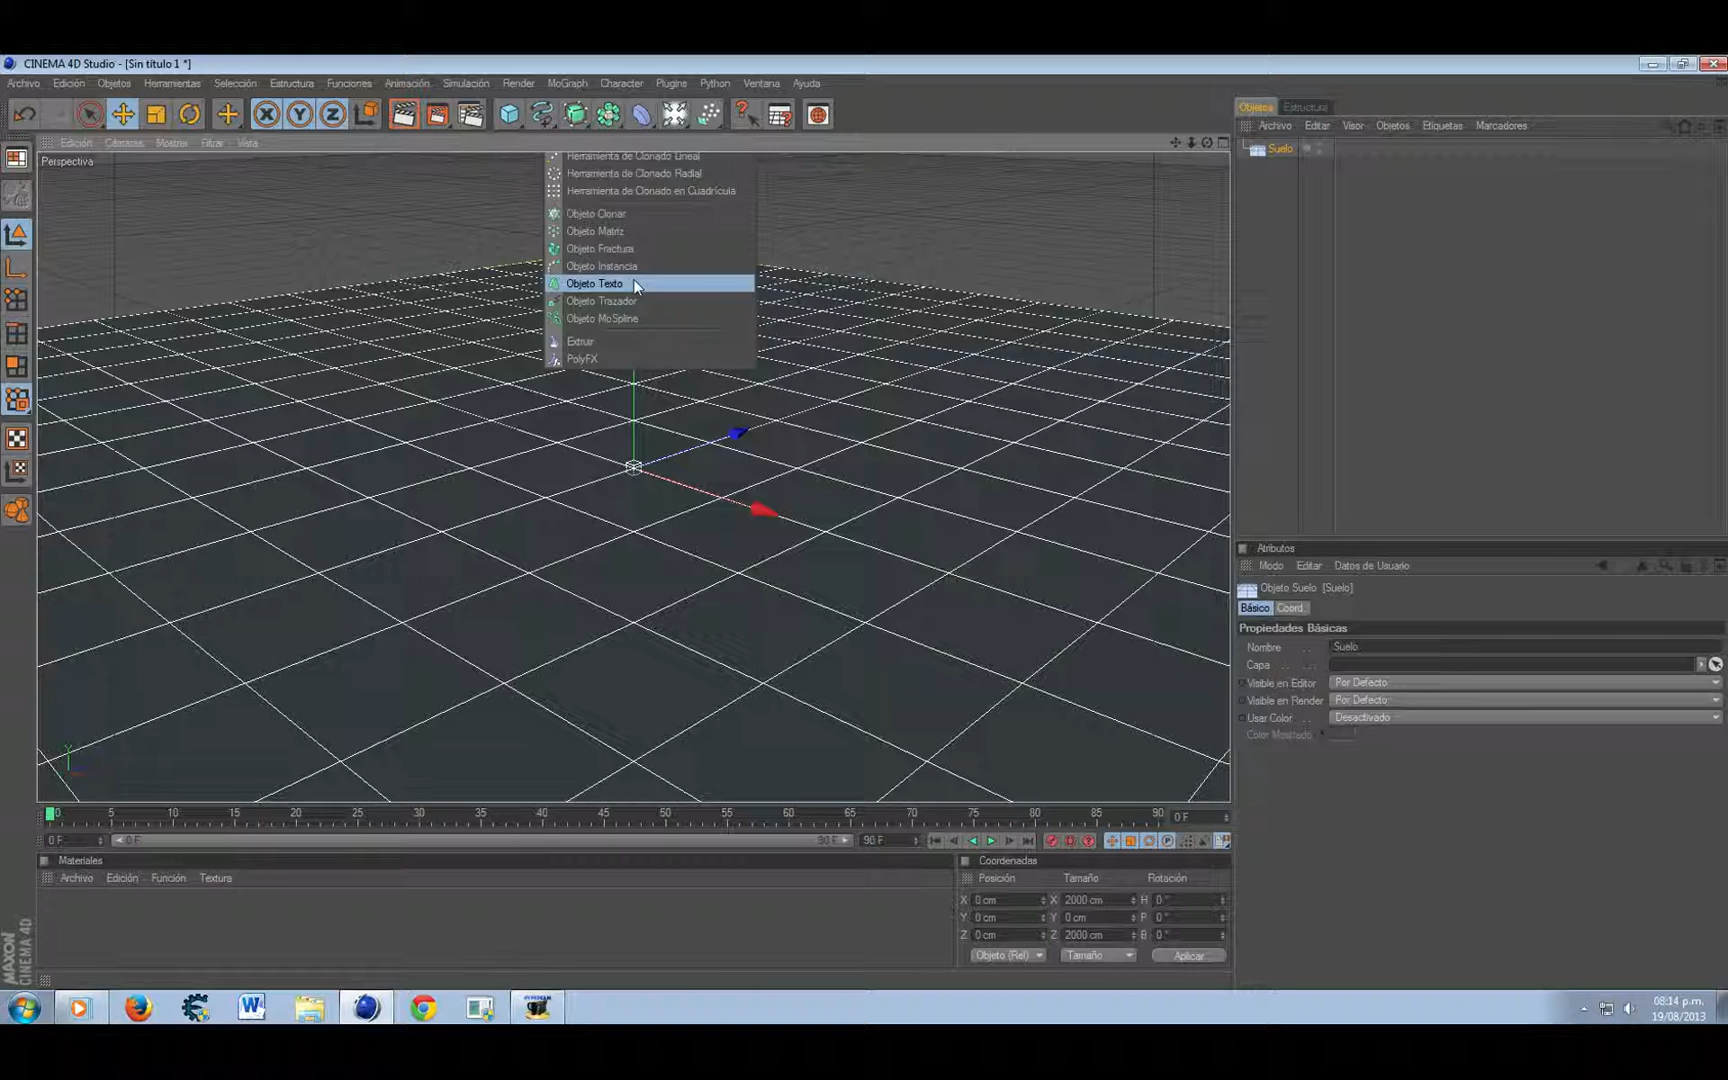 CINEMA 4D Studio - [Sin título 1 *]
Archivo Edición Objetos Herramientas Selección Estructura Funciones Animación Simulación Render MoGraph Character Plugins Python Ventana Ayuda
Objetos Estructura
Archivo Editar Visor Objetos Etiquetas Marcadores
Suelo
Edición Cámaras Mostrar Filtrar Vista
Perspectiva
Herramienta de Clonado Lineal
Herramienta de Clonado Radial
Herramienta de Clonado en Cuadrícula
Objeto Clonar
Objeto Matriz
Objeto Fractura
Objeto Instancia
Objeto Texto
Objeto Trazador
Objeto MoSpline
Extruir
PolyFX
Y
Atributos
Modo Editar Datos de Usuario
Objeto Suelo [Suelo]
Básico Coord.
Propiedades Básicas
Nombre . . Suelo
Capa . . . .
Visible en Editor Por Defecto
Visible en Render Por Defecto
Usar Color . . Desactivado
Color Mostrado
0 5 10 15 20 25 30 35 40 45 50 55 60 65 70 75 80 85 90 0 F
0 F 0 F 90 F 90 F
Materiales
Archivo Edición Función Textura
Coordenadas
Posición Tamaño Rotación
X 0 cm X 2000 cm H 0 °
Y 0 cm Y 0 cm P 0 °
Z 0 cm Z 2000 cm B 0 °
Objeto (Rel) Tamaño Aplicar
MAXON
CINEMA 4D
08:14 p.m.
19/08/2013